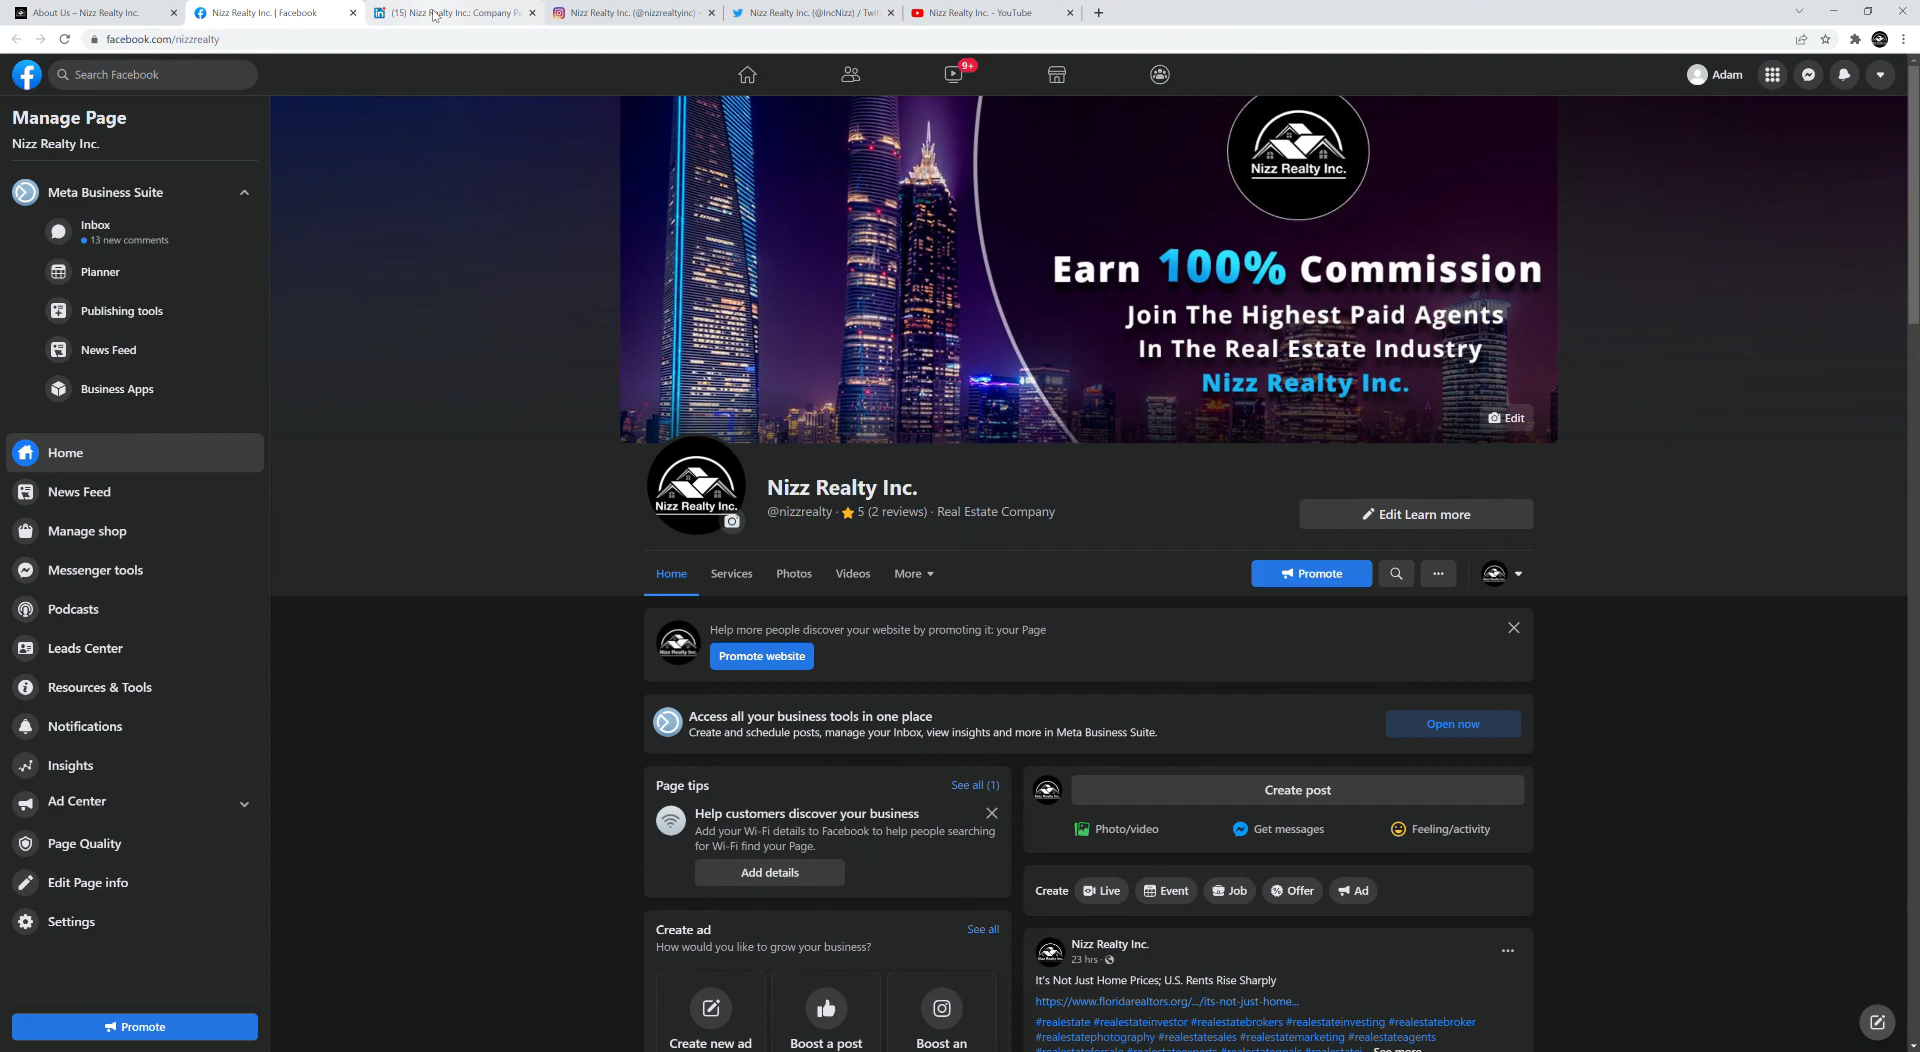 About Us – Nizz Realty Inc.
Nizz Realty Inc. | Facebook
(15) Nizz Realty Inc.: Company Pa
Nizz Realty Inc. (@nizzrealtyinc) ·
Nizz Realty Inc. (@IncNizz) / Twitt
Nizz Realty Inc. - YouTube
facebook.com/nizzrealty
Search Facebook
9+
Adam
Manage Page
Nizz Realty Inc.
Meta Business Suite
Inbox
13 new comments
Planner
Publishing tools
News Feed
Business Apps
Home
News Feed
Manage shop
Messenger tools
Podcasts
Leads Center
Resources & Tools
Notifications
Insights
Ad Center
Page Quality
Edit Page info
Settings
Promote
Nizz Realty Inc.
Earn 100% Commission
Join The Highest Paid Agents
In The Real Estate Industry
Nizz Realty Inc.
Edit
Nizz Realty Inc.
Nizz Realty Inc.
@nizzrealty · 5 (2 reviews) · Real Estate Company
Edit Learn more
Home Services Photos Videos More
Promote
Help more people discover your website by promoting it: your Page
Promote website
Access all your business tools in one place
Create and schedule posts, manage your Inbox, view insights and more in Meta Business Suite.
Open now
Page tips
See all (1)
Help customers discover your business
Add your Wi-Fi details to Facebook to help people searching
for Wi-Fi find your Page.
Add details
Create ad
See all
How would you like to grow your business?
Create new ad
Boost a post
Boost an
Create post
Photo/video
Get messages
Feeling/activity
Create Live Event Job Offer Ad
Nizz Realty Inc.
23 hrs ·
It's Not Just Home Prices; U.S. Rents Rise Sharply
https://www.floridarealtors.org/.../its-not-just-home...
#realestate #realestateinvestor #realestatebrokers #realestateinvesting #realestatebroker
#realestatephotography #realestatesales #realestatemarketing #realestateagents
#realestateforsale #realestateexperts #realestategoals #realestatei... See more